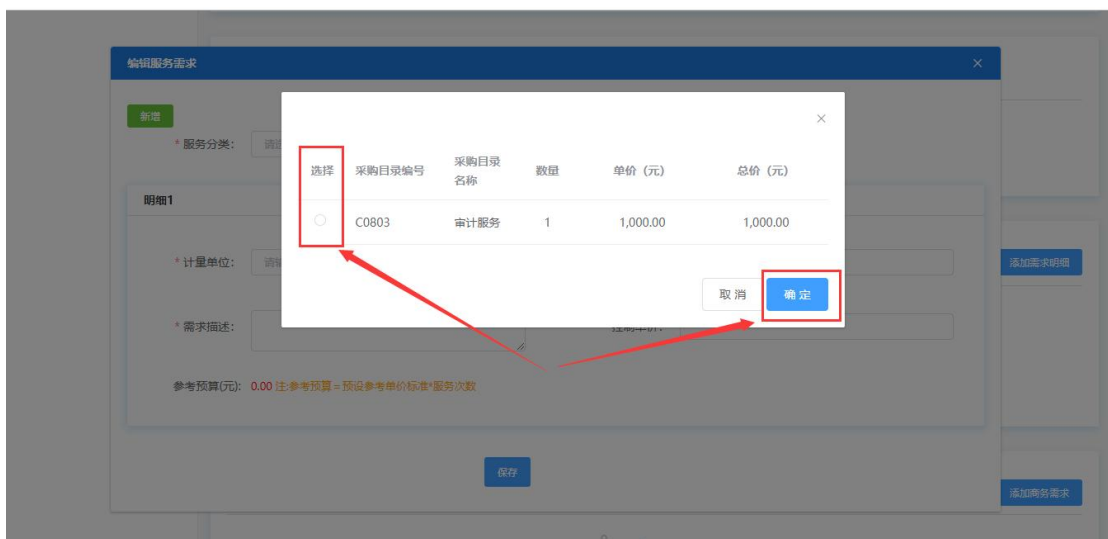 编辑服务需求
新增
* 服务分类：
选择 采购目录编号 采购目录名称 数量 单价（元） 总价（元）
C0803 审计服务 1 1,000.00 1,000.00
明细1
* 计量单位：
添加需求明细
取 消 确 定
* 需求描述：
控制单价：
参考预算(元)： 0.00 注:参考预算=预设参考单价标准*服务次数
保存
添加商务需求